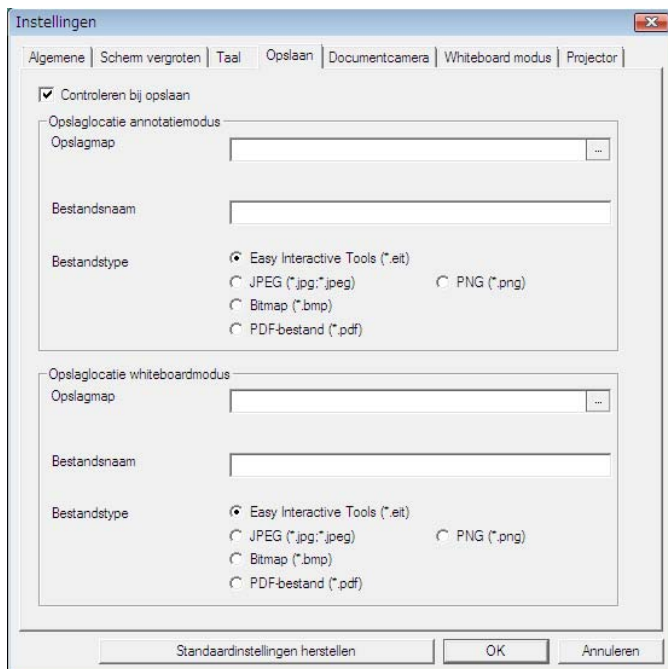 Instellingen
Algemene Scherm vergroten Taal Opslaan Documentcamera Whiteboard modus Projector
Controleren bij opslaan
Opslaglocatie annotatiemodus
Opslagmap ...
Bestandsnaam
Bestandstype Easy Interactive Tools (*.eit)
JPEG (*.jpg;*.jpeg) PNG (*.png)
Bitmap (*.bmp)
PDF-bestand (*.pdf)
Opslaglocatie whiteboardmodus
Opslagmap ...
Bestandsnaam
Bestandstype Easy Interactive Tools (*.eit)
JPEG (*.jpg;*.jpeg) PNG (*.png)
Bitmap (*.bmp)
PDF-bestand (*.pdf)
Standaardinstellingen herstellen OK Annuleren